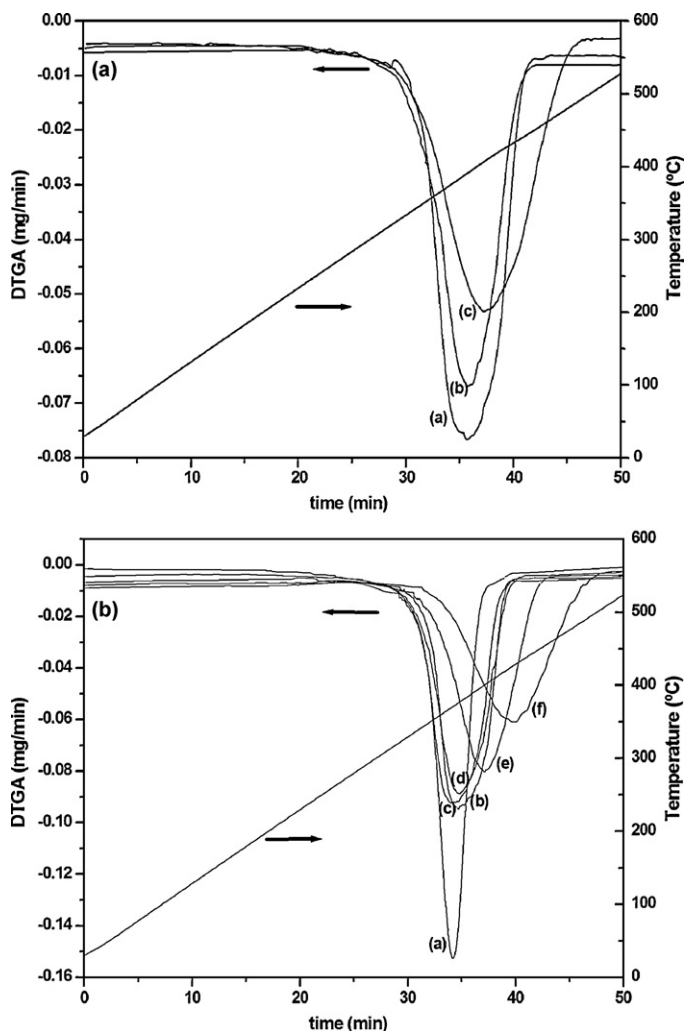 (a)
0.00
-0.01
-0.02
-0.03
-0.04
-0.05
-0.06
-0.07
-0.08
DTGA (mg/min)
600
500
400
300
200
100
0
Temperature (ºC)
(c)
(b)
(a)
0 10 20 30 40 50
time (min)
(b)
0.00
-0.02
-0.04
-0.06
-0.08
-0.10
-0.12
-0.14
-0.16
DTGA (mg/min)
600
500
400
300
200
100
0
Temperature (ºC)
(f)
(e)
(d)
(c) (b)
(a)
0 10 20 30 40 50
time (min)